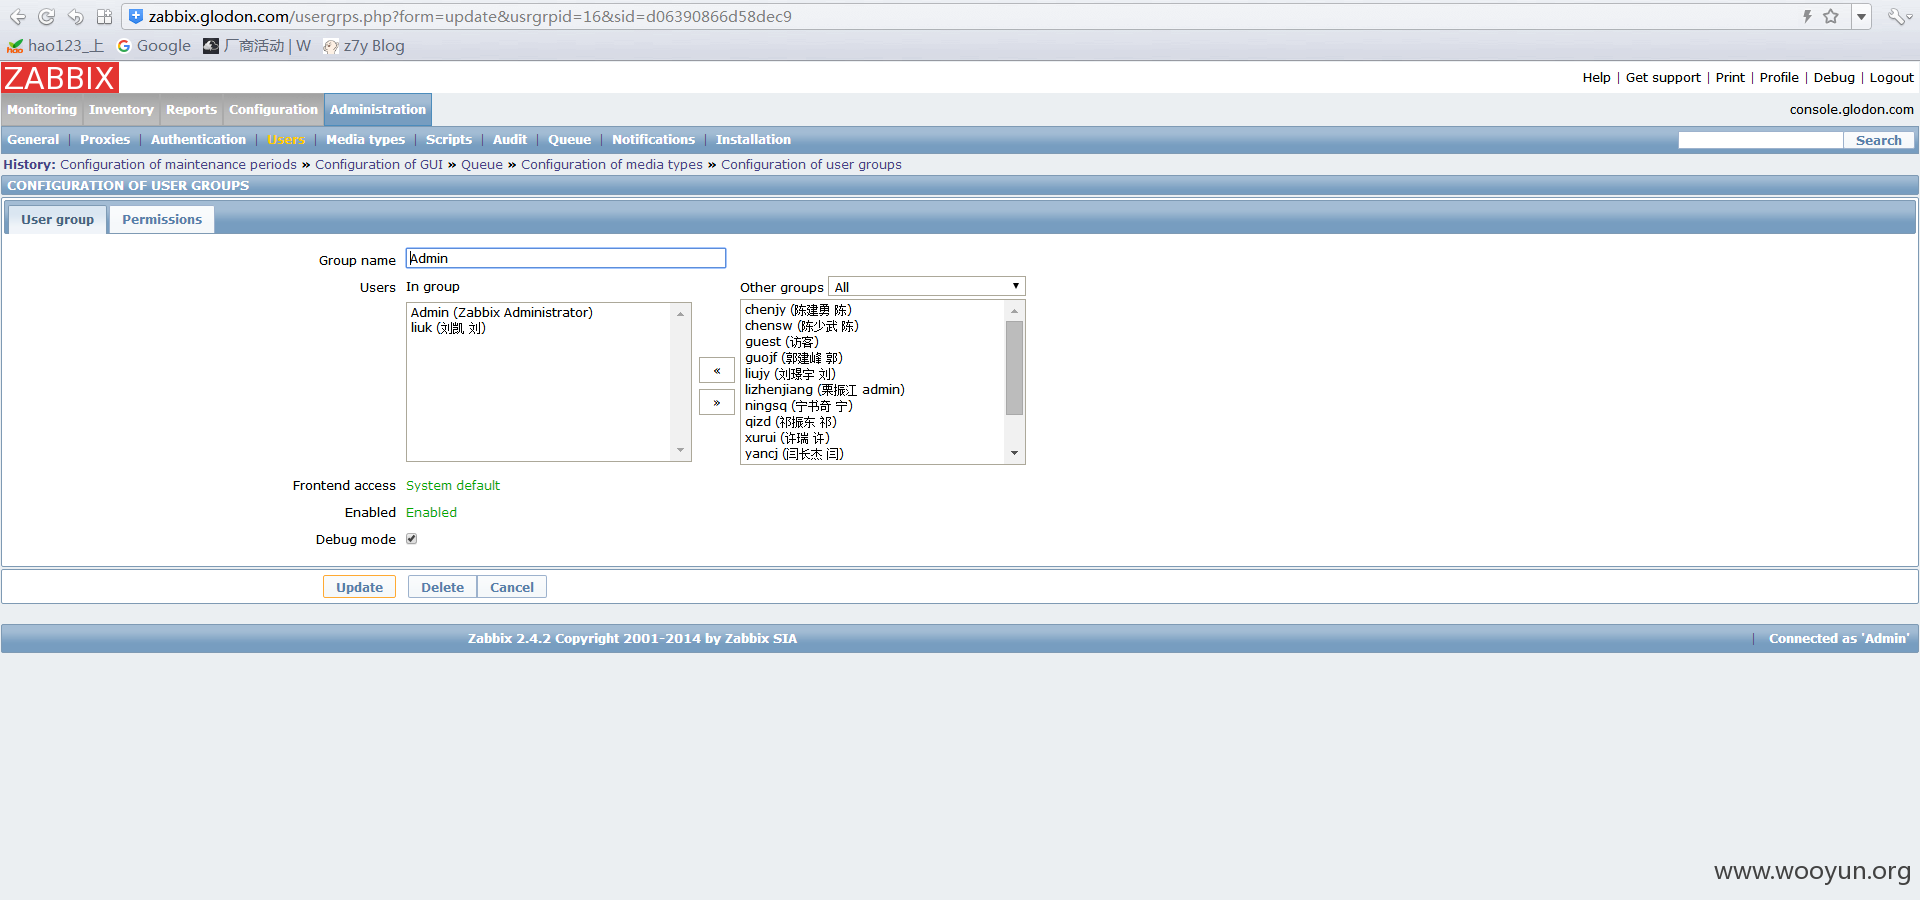 zabbix.glodon.com/usergrps.php?form=update&usrgrpid=16&sid=d06390866d58dec9
hao123_上 Google 厂商活动 | W z7y Blog
ZABBIX
Help | Get support | Print | Profile | Debug | Logout
Monitoring Inventory Reports Configuration Administration
console.glodon.com
General | Proxies | Authentication | Users | Media types | Scripts | Audit | Queue | Notifications | Installation
Search
History: Configuration of maintenance periods » Configuration of GUI » Queue » Configuration of media types » Configuration of user groups
CONFIGURATION OF USER GROUPS
User group Permissions
Group name Admin
Users In group
Other groups All
Admin (Zabbix Administrator)
liuk (刘凯 刘)
«
»
chenjy (陈建勇 陈)
chensw (陈少武 陈)
guest (访客)
guojf (郭建峰 郭)
liujy (刘璟宇 刘)
lizhenjiang (栗振江 admin)
ningsq (宁书奇 宁)
qizd (祁振东 祁)
xurui (许瑞 许)
yancj (闫长杰 闫)
Frontend access System default
Enabled Enabled
Debug mode
Update Delete Cancel
Zabbix 2.4.2 Copyright 2001-2014 by Zabbix SIA
| Connected as 'Admin'
www.wooyun.org